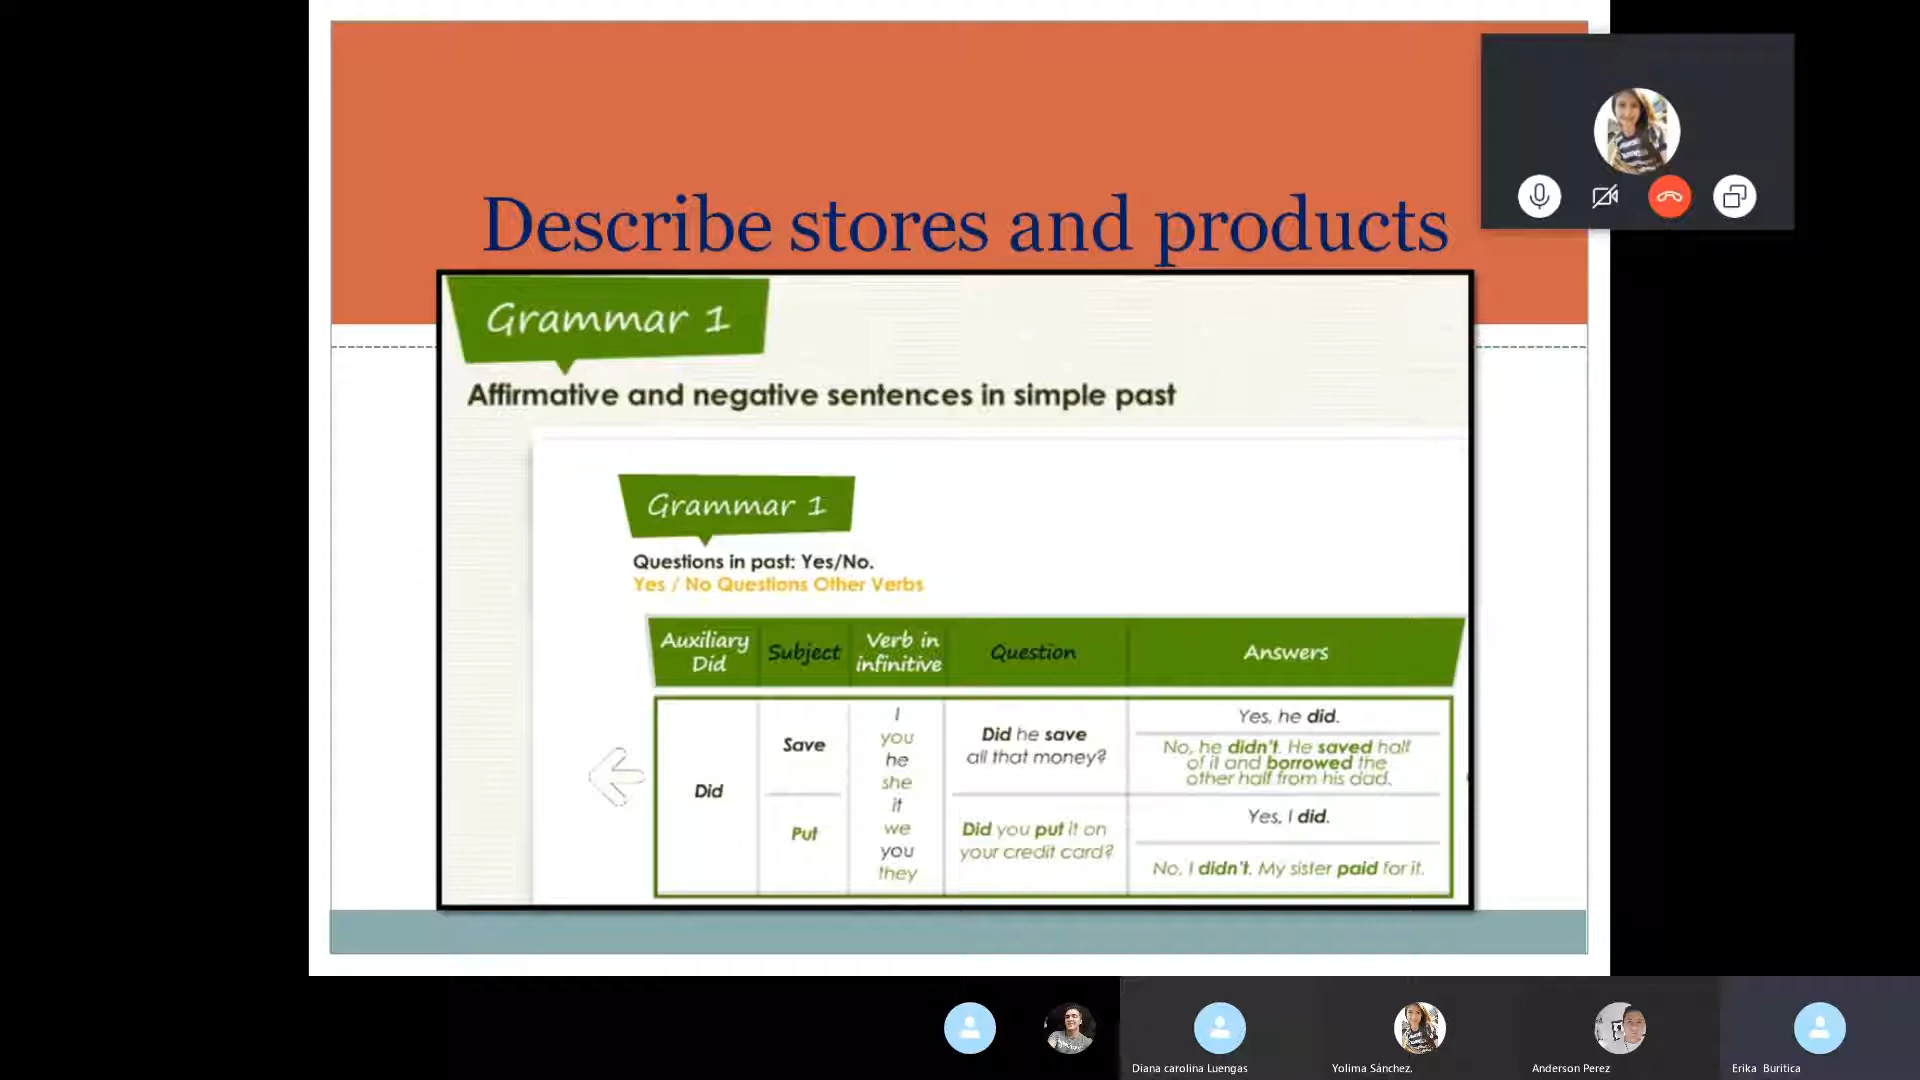 Describe stores and products
Grammar 1
Affirmative and negative sentences in simple past
Grammar 1
Questions in past: Yes/No.
Yes / No Questions Other Verbs
Auxiliary Did
Subject
Verb in infinitive
Question
Answers
Did
Save
Put
I
you
he
she
it
we
you
they
Did he save
all that money?
Did you put it on
your credit card?
Yes, he did.
No, he didn't. He saved half
of it and borrowed the
other half from his dad.
Yes, I did.
No, I didn't. My sister paid for it.
Diana carolina Luengas
Yolima Sánchez.
Anderson Perez
Erika Buritica